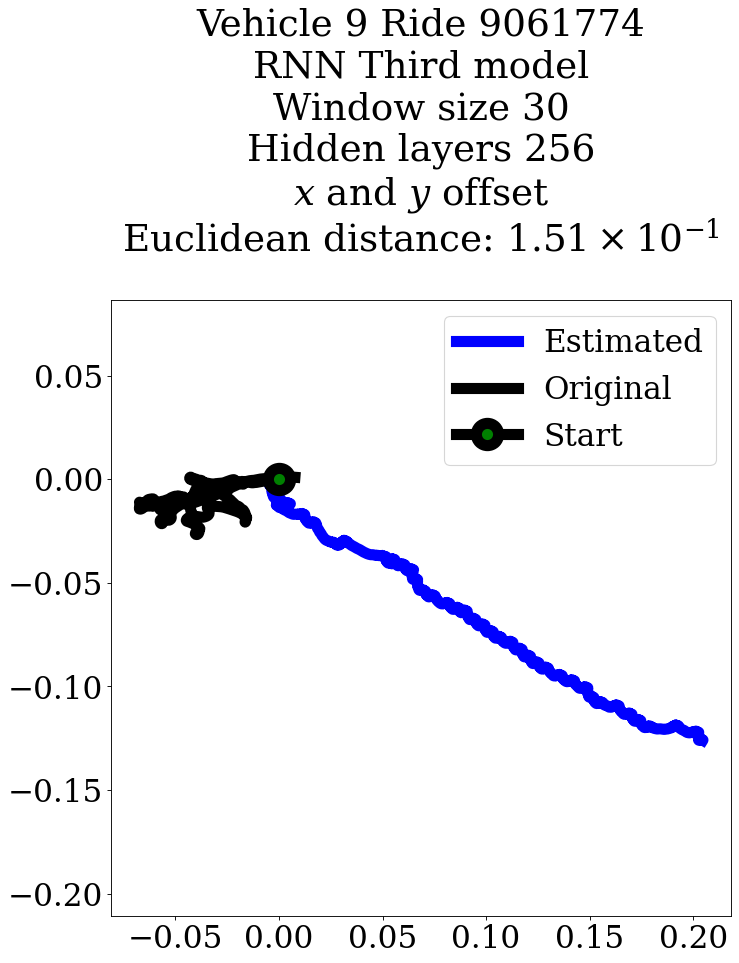 Vehicle 9 Ride 9061774
RNN Third model
Window size 30
Hidden layers 256
x and y offset
Euclidean distance: 1.51 × 10⁻¹
Estimated
Original
Start
0.05
0.00
−0.05
−0.10
−0.15
−0.20
−0.05 0.00 0.05 0.10 0.15 0.20